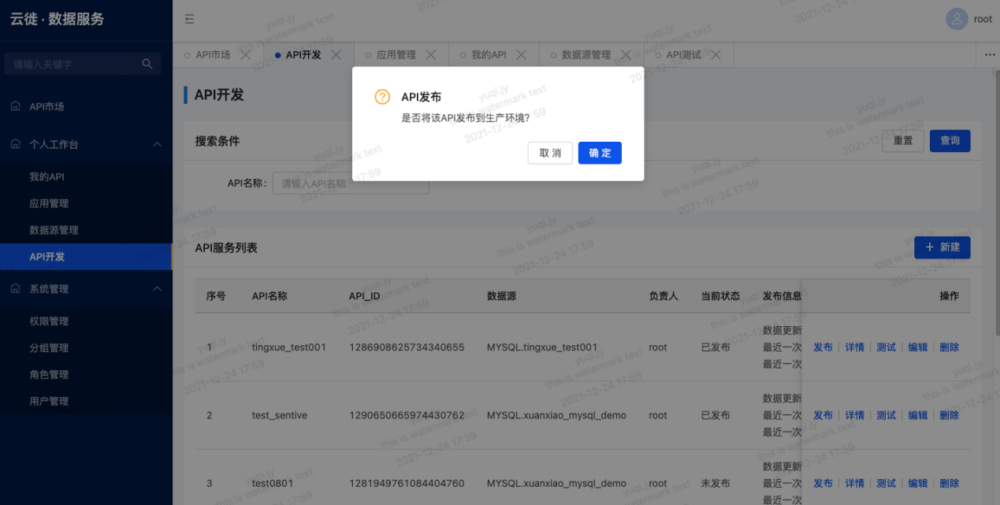 云徙·数据服务
root
请输入关键字
API市场
API开发
应用管理
我的API
数据源管理
API测试
API市场
个人工作台
我的API
应用管理
数据源管理
API开发
系统管理
权限管理
分组管理
角色管理
用户管理
API开发
API发布
是否将该API发布到生产环境?
取 消
确 定
搜索条件
重置
查询
API名称:
请输入API名称
API服务列表
+ 新建
序号 API名称 API_ID 数据源 负责人 当前状态 发布信息 操作
数据更新
1 tingxue_test001 1286908625734340655 MYSQL.tingxue_test_001 root 已发布 最近一次 发布 详情 测试 编辑 删除
最近一次
数据更新
2 test_sentive 1290650665974430762 MYSQL.xuanxiao_mysql_demo root 已发布 最近一次 发布 详情 测试 编辑 删除
最近一次
数据更新
3 test0801 1281949761084404760 MYSQL.xuanxiao_mysql_demo root 未发布 最近一次 发布 详情 测试 编辑 删除
最近一次
yuqi.jy
this is watermark text
2021-12-24 17:59